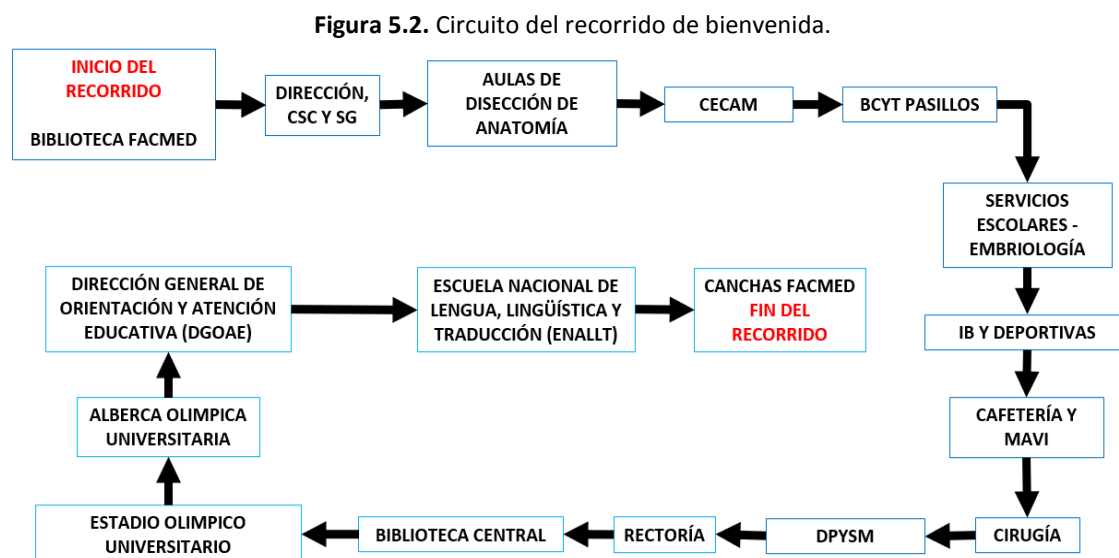 Figura 5.2. Circuito del recorrido de bienvenida.
INICIO DEL
RECORRIDO
BIBLIOTECA FACMED
DIRECCIÓN,
CSC Y SG
AULAS DE
DISECCIÓN DE
ANATOMÍA
CECAM
BCYT PASILLOS
SERVICIOS
ESCOLARES -
EMBRIOLOGÍA
IB Y DEPORTIVAS
CAFETERÍA Y
MAVI
CIRUGÍA
DPYSM
RECTORÍA
BIBLIOTECA CENTRAL
ESTADIO OLIMPICO
UNIVERSITARIO
ALBERCA OLIMPICA
UNIVERSITARIA
DIRECCIÓN GENERAL DE
ORIENTACIÓN Y ATENCIÓN
EDUCATIVA (DGOAE)
ESCUELA NACIONAL DE
LENGUA, LINGÜÍSTICA Y
TRADUCCIÓN (ENALLT)
CANCHAS FACMED
FIN DEL
RECORRIDO